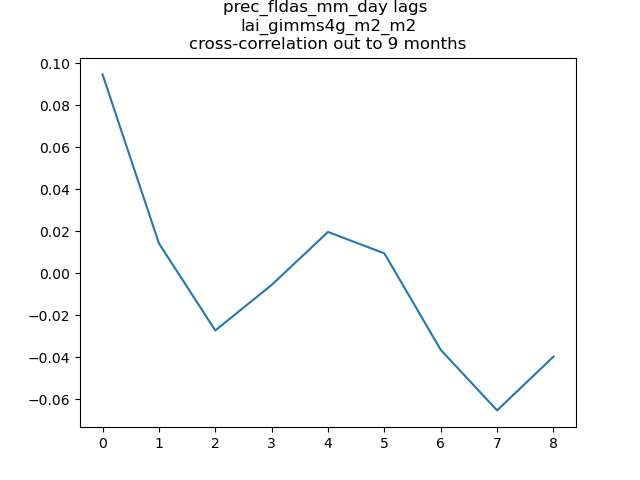 prec_fldas_mm_day lags
lai_gimms4g_m2_m2
cross-correlation out to 9 months
0.10
0.08
0.06
0.04
0.02
0.00
−0.02
−0.04
−0.06
0 1 2 3 4 5 6 7 8